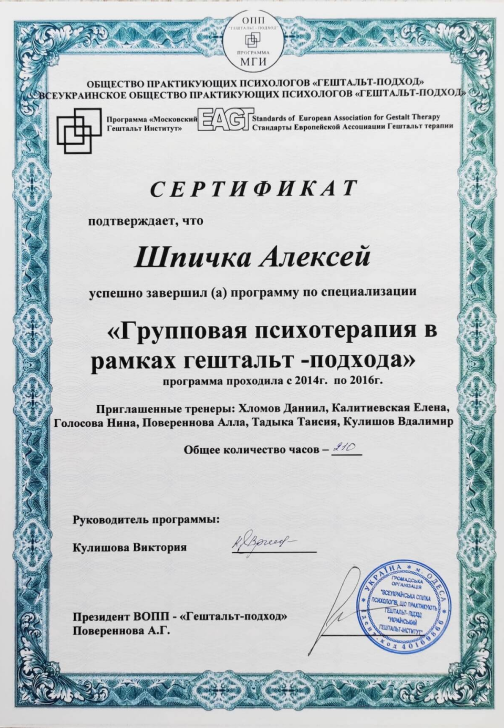 ОПП
"ГЕШТАЛЬТ ПОДХОД"
ПРОГРАММА
МГИ
ОБЩЕСТВО ПРАКТИКУЮЩИХ ПСИХОЛОГОВ «ГЕШТАЛЬТ-ПОДХОД»
ВСЕУКРАИНСКОЕ ОБЩЕСТВО ПРАКТИКУЮЩИХ ПСИХОЛОГОВ «ГЕШТАЛЬТ-ПОДХОД»
Программа «Московский
Гештальт Институт»
EAGT
Standards of European Association for Gestalt Therapy
Стандарты Европейской Ассоциации Гештальт терапии
СЕРТИФИКАТ
подтверждает, что
Шпичка Алексей
успешно завершил (а) программу по специализации
«Групповая психотерапия в
рамках гештальт -подхода»
программа проходила с 2014г. по 2016г.
Приглашенные тренеры: Хломов Даниил, Калитиевская Елена,
Голосова Нина, Повереннова Алла, Тадыка Таисия, Кулишов Вдалимир
Общее количество часов – 210
Руководитель программы:
Кулишова Виктория
Президент ВОПП - «Гештальт-подход»
Повереннова А.Г.
УКРАЇНА * м. ОДЕСА
ГРОМАДСЬКА
ОРГАНІЗАЦІЯ
"ВСЕУКРАЇНСЬКА СПІЛКА
ПСИХОЛОГІВ, ЩО ПРАКТИКУЮТЬ
ГЕШТАЛЬТ-ПІДХОД
"УКРАЇНСЬКИЙ
ГЕШТАЛЬТ-ІНСТИТУТ"
40169866